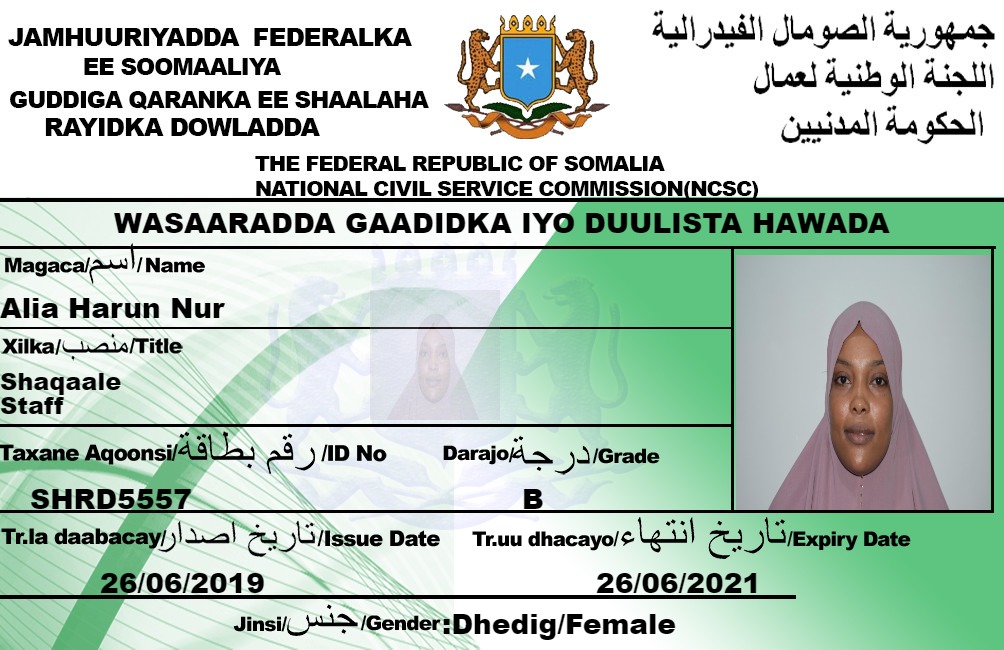 JAMHUURIYADDA FEDERALKA
EE SOOMAALIYA
GUDDIGA QARANKA EE SHAALAHA
RAYIDKA DOWLADDA
جمهورية الصومال الفيدرالية
اللجنة الوطنية لعمال
الحكومة المدنيين
THE FEDERAL REPUBLIC OF SOMALIA
NATIONAL CIVIL SERVICE COMMISSION(NCSC)
WASAARADDA GAADIDKA IYO DUULISTA HAWADA
Magaca/اسم/Name
Alia Harun Nur
Xilka/منصب/Title
Shaqaale
Staff
Taxane Aqoonsi/رقم بطاقة/ID No
Darajo/درجة/Grade
SHRD5557
B
Tr.la daabacay/تاريخ اصدار/Issue Date
Tr.uu dhacayo/تاريخ انتهاء/Expiry Date
26/06/2019
26/06/2021
Jinsi/جنس/Gender:Dhedig/Female